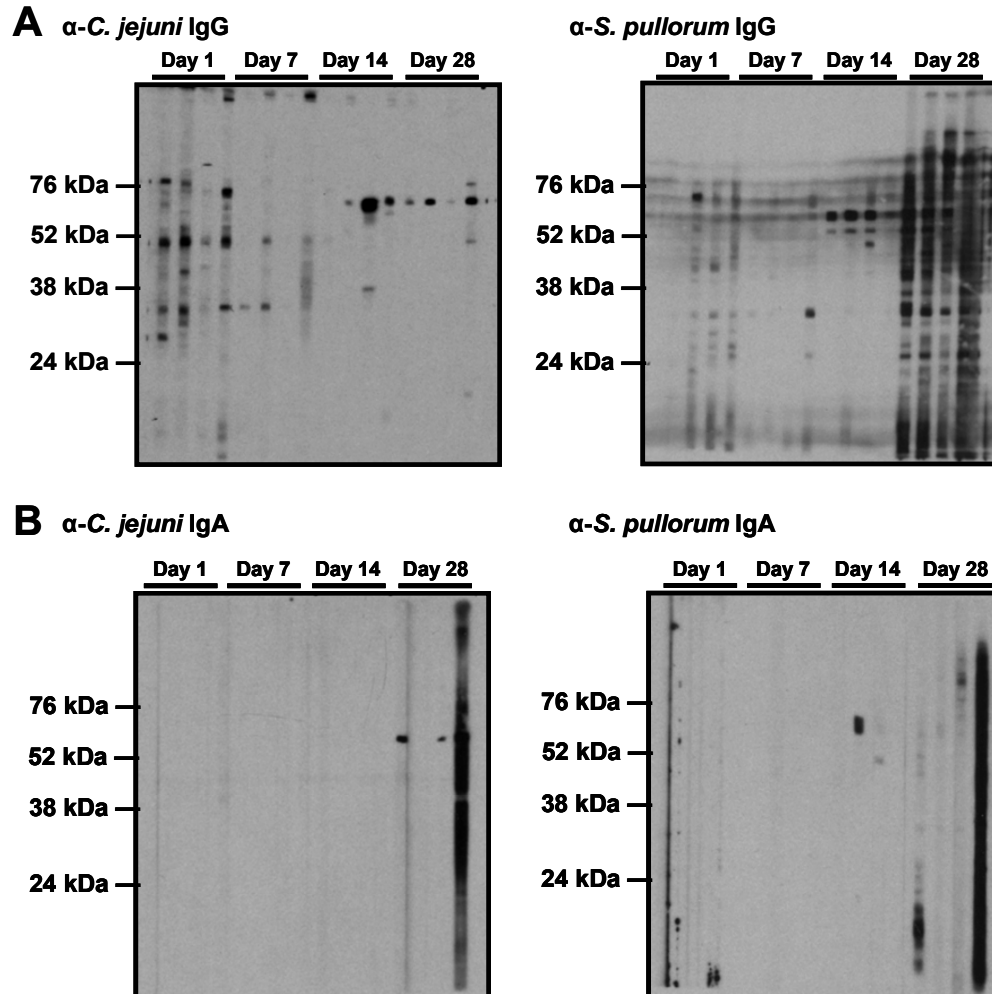 A α-C. jejuni IgG α-S. pullorum IgG
Day 1 Day 7 Day 14 Day 28 Day 1 Day 7 Day 14 Day 28
76 kDa 76 kDa
52 kDa 52 kDa
38 kDa 38 kDa
24 kDa 24 kDa
B α-C. jejuni IgA α-S. pullorum IgA
Day 1 Day 7 Day 14 Day 28 Day 1 Day 7 Day 14 Day 28
76 kDa 76 kDa
52 kDa 52 kDa
38 kDa 38 kDa
24 kDa 24 kDa